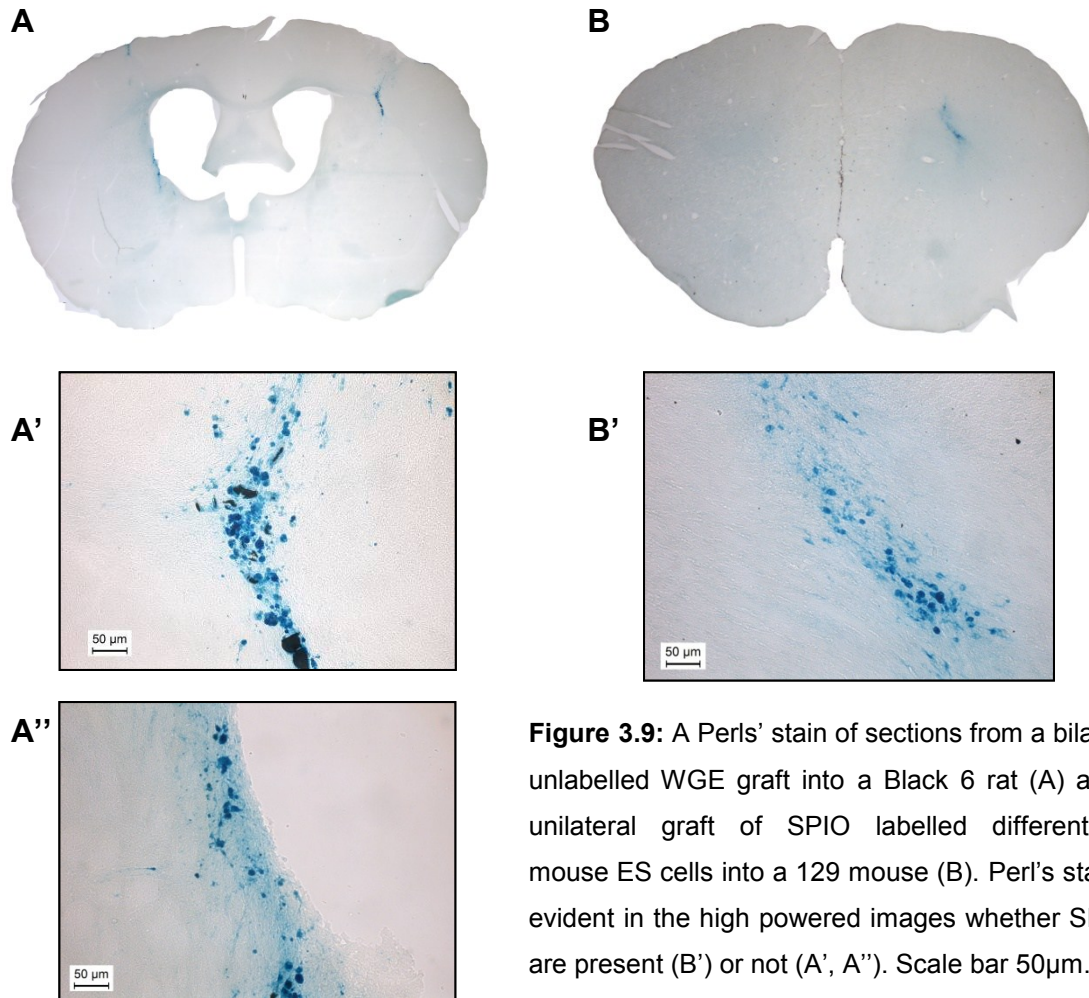 A
B
A’
B’
50 µm
50 µm
A’’
50 µm
Figure 3.9: A Perls’ stain of sections from a bila
unlabelled WGE graft into a Black 6 rat (A) a
unilateral graft of SPIO labelled different
mouse ES cells into a 129 mouse (B). Perl’s sta
evident in the high powered images whether S
are present (B’) or not (A’, A’’). Scale bar 50µm.